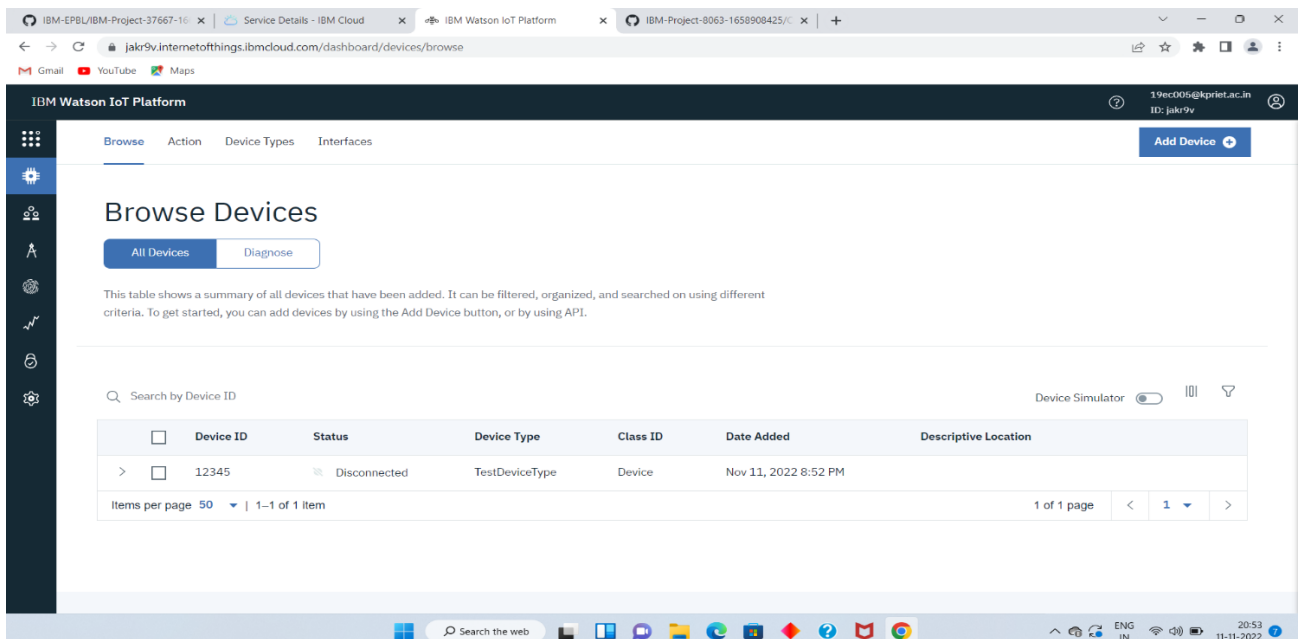 IBM-EPBL/IBM-Project-37667-16
Service Details - IBM Cloud
IBM Watson IoT Platform
IBM-Project-8063-1658908425/
jakr9v.internetofthings.ibmcloud.com/dashboard/devices/browse
Gmail YouTube Maps
IBM Watson IoT Platform
19ec005@kpriet.ac.in
ID: jakr9v
Browse Action Device Types Interfaces
Add Device
Browse Devices
All Devices Diagnose
This table shows a summary of all devices that have been added. It can be filtered, organized, and searched on using different
criteria. To get started, you can add devices by using the Add Device button, or by using API.
Search by Device ID
Device Simulator
Device ID Status Device Type Class ID Date Added Descriptive Location
12345 Disconnected TestDeviceType Device Nov 11, 2022 8:52 PM
Items per page 50 | 1–1 of 1 item
1 of 1 page 1
Search the web
ENG
IN
20:53
11-11-2022
7